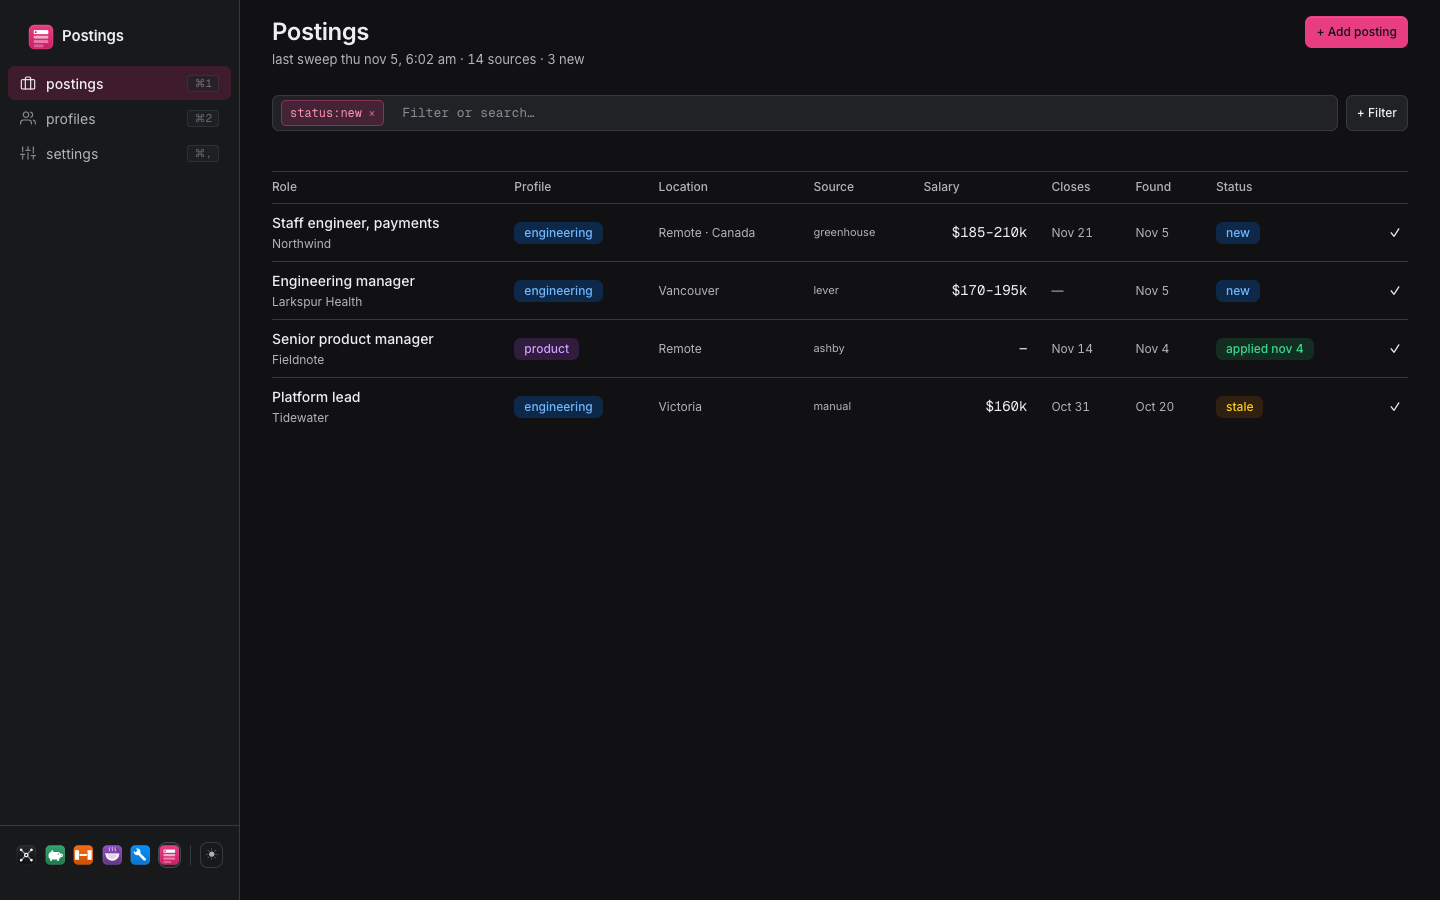 Postings
postings ⌘1
profiles ⌘2
settings ⌘,
Postings
last sweep thu nov 5, 6:02 am · 14 sources · 3 new
+ Add posting
status:new ×
Filter or search…
+ Filter
Role Profile Location Source Salary Closes Found Status
Staff engineer, payments
Northwind
engineering Remote · Canada greenhouse $185–210k Nov 21 Nov 5 new ✓
Engineering manager
Larkspur Health
engineering Vancouver lever $170–195k — Nov 5 new ✓
Senior product manager
Fieldnote
product Remote ashby – Nov 14 Nov 4 applied nov 4 ✓
Platform lead
Tidewater
engineering Victoria manual $160k Oct 31 Oct 20 stale ✓